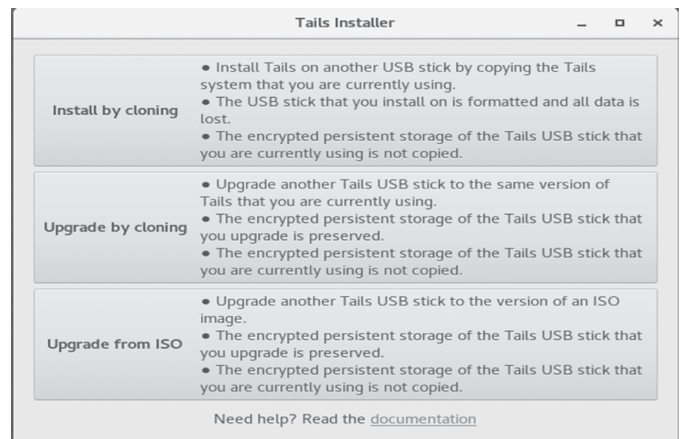 Tails Installer
Install by cloning
● Install Tails on another USB stick by copying the Tails
system that you are currently using.
● The USB stick that you install on is formatted and all data is
lost.
● The encrypted persistent storage of the Tails USB stick that
you are currently using is not copied.
Upgrade by cloning
● Upgrade another Tails USB stick to the same version of
Tails that you are currently using.
● The encrypted persistent storage of the Tails USB stick that
you upgrade is preserved.
● The encrypted persistent storage of the Tails USB stick that
you are currently using is not copied.
Upgrade from ISO
● Upgrade another Tails USB stick to the version of an ISO
image.
● The encrypted persistent storage of the Tails USB stick that
you upgrade is preserved.
● The encrypted persistent storage of the Tails USB stick that
you are currently using is not copied.
Need help? Read the documentation